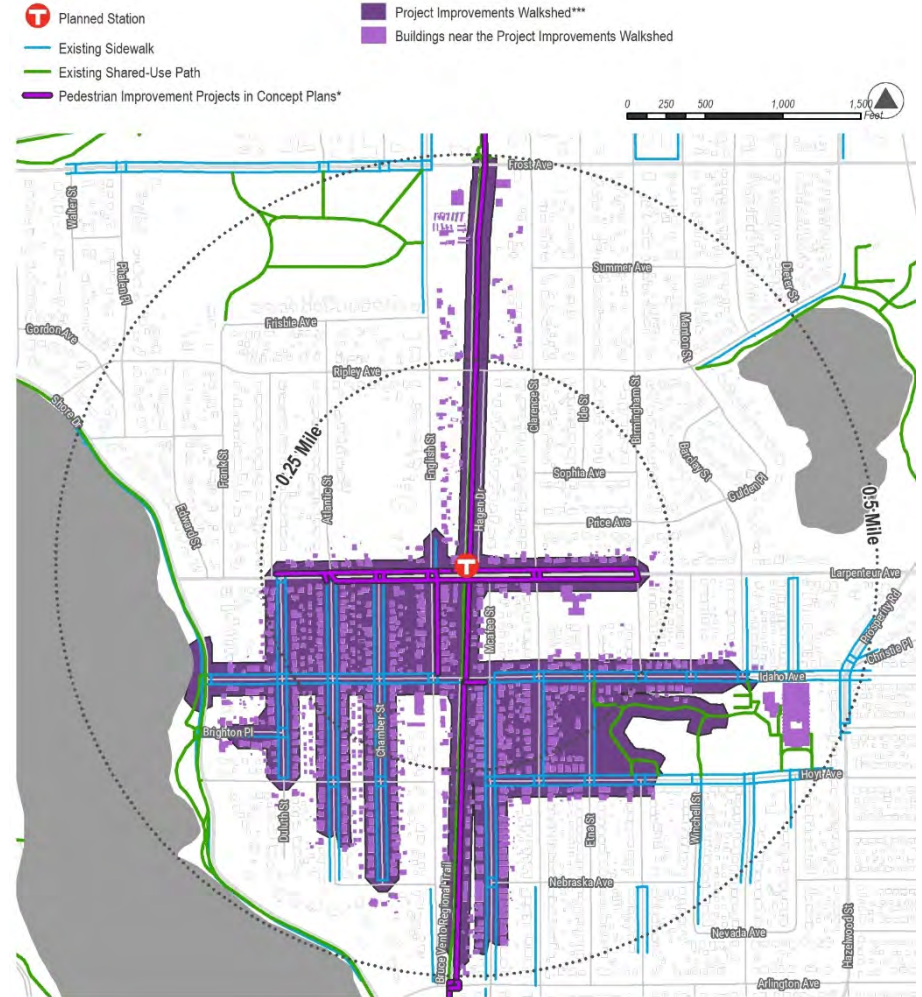 T
Planned Station
Existing Sidewalk
Existing Shared-Use Path
Pedestrian Improvement Projects in Concept Plans*
Project Improvements Walkshed***
Buildings near the Project Improvements Walkshed
0 250 500 1,000 1,500
Feet
Frost Ave
Walter St
Phalen Pl
Summer Ave
Dieter St
Gordon Ave
Frisbie Ave
Manton St
Ripley Ave
Shore Dr
Clarence St
Ide St
Birmingham St
English St
0.25 Mile
Fronk St
Atlantic St
Hagen Dr
Sophia Ave
Barclay St
Gulden Pl
0.5 Mile
Edward St
Price Ave
T
Larpenteur Ave
Mcafee St
Prosperity Rd
Christie Pl
Idaho Ave
Chamber St
Brighton Pl
Hoyt Ave
Duluth St
Etna St
Winchell St
Nebraska Ave
Bruce Vento Regional Trail
Nevada Ave
Hazelwood St
Arlington Ave